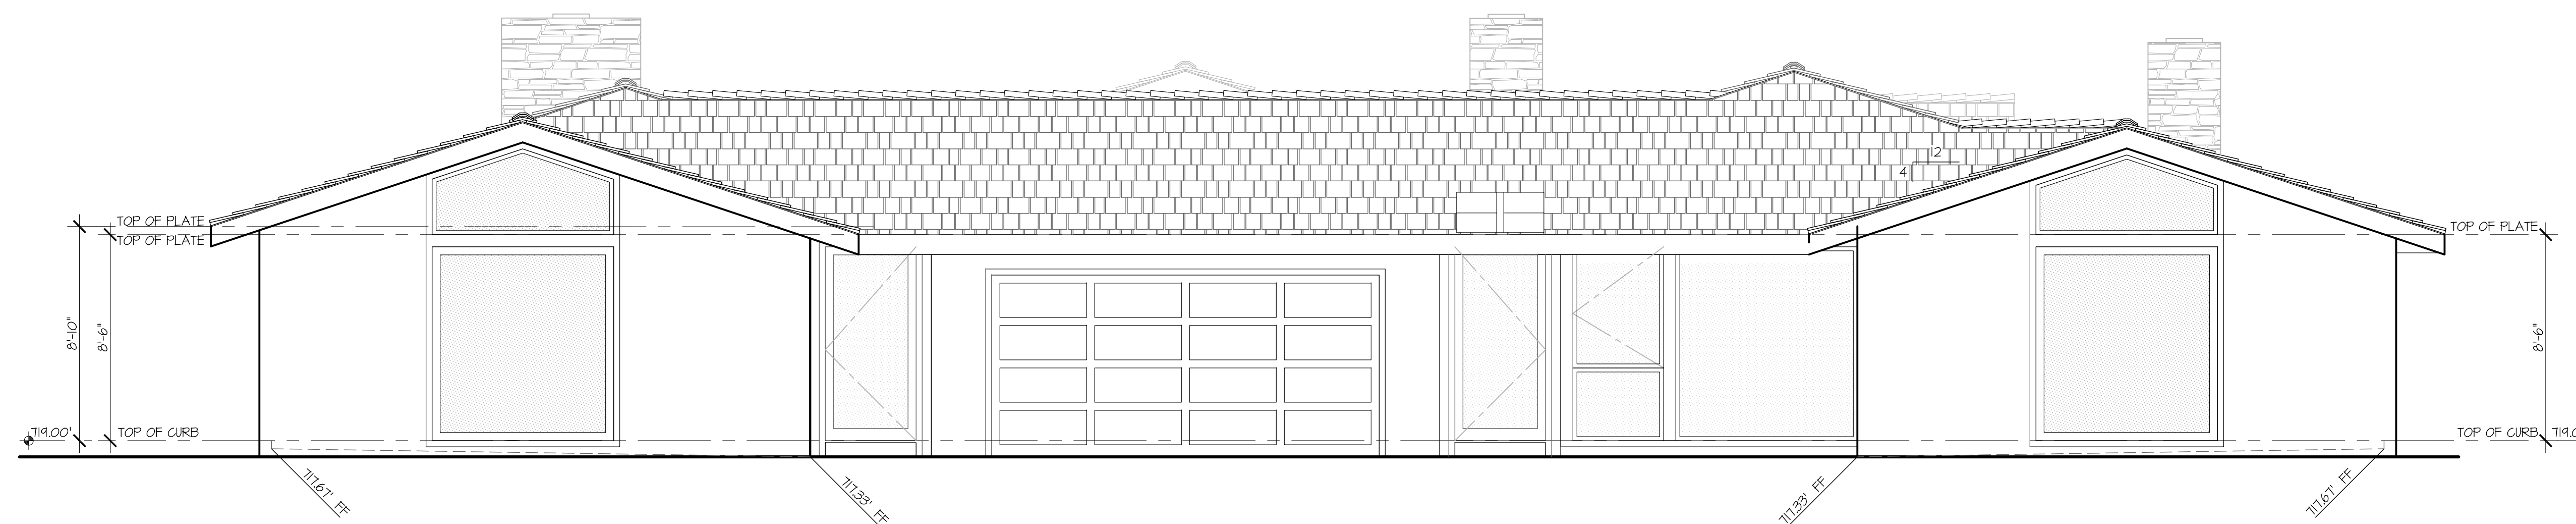 12
4
TOP OF PLATE
TOP OF PLATE
TOP OF PLATE
8'-10"
8'-6"
8'-6"
719.00'
TOP OF CURB
TOP OF CURB
717.67' FF
717.33' FF
717.33' FF
717.67' FF